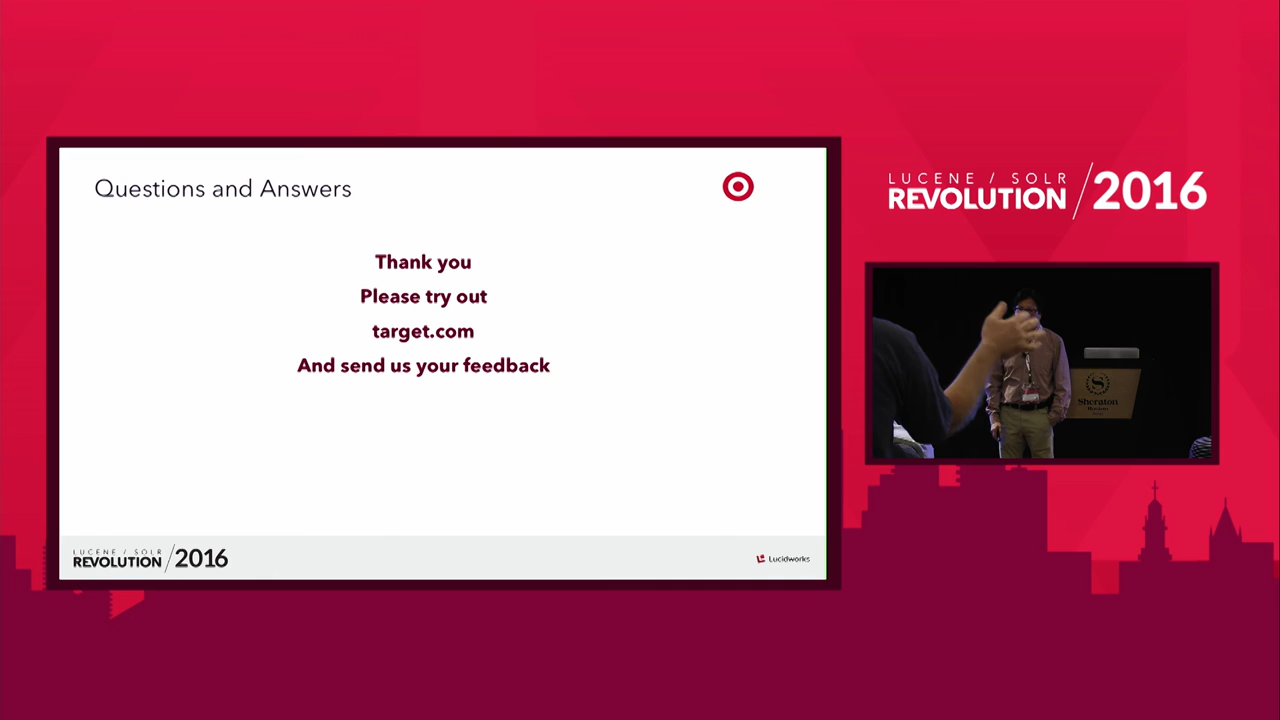 Questions and Answers
Thank you
Please try out
target.com
And send us your feedback
LUCENE / SOLR
REVOLUTION / 2016
Lucidworks
LUCENE / SOLR
REVOLUTION / 2016
Sheraton